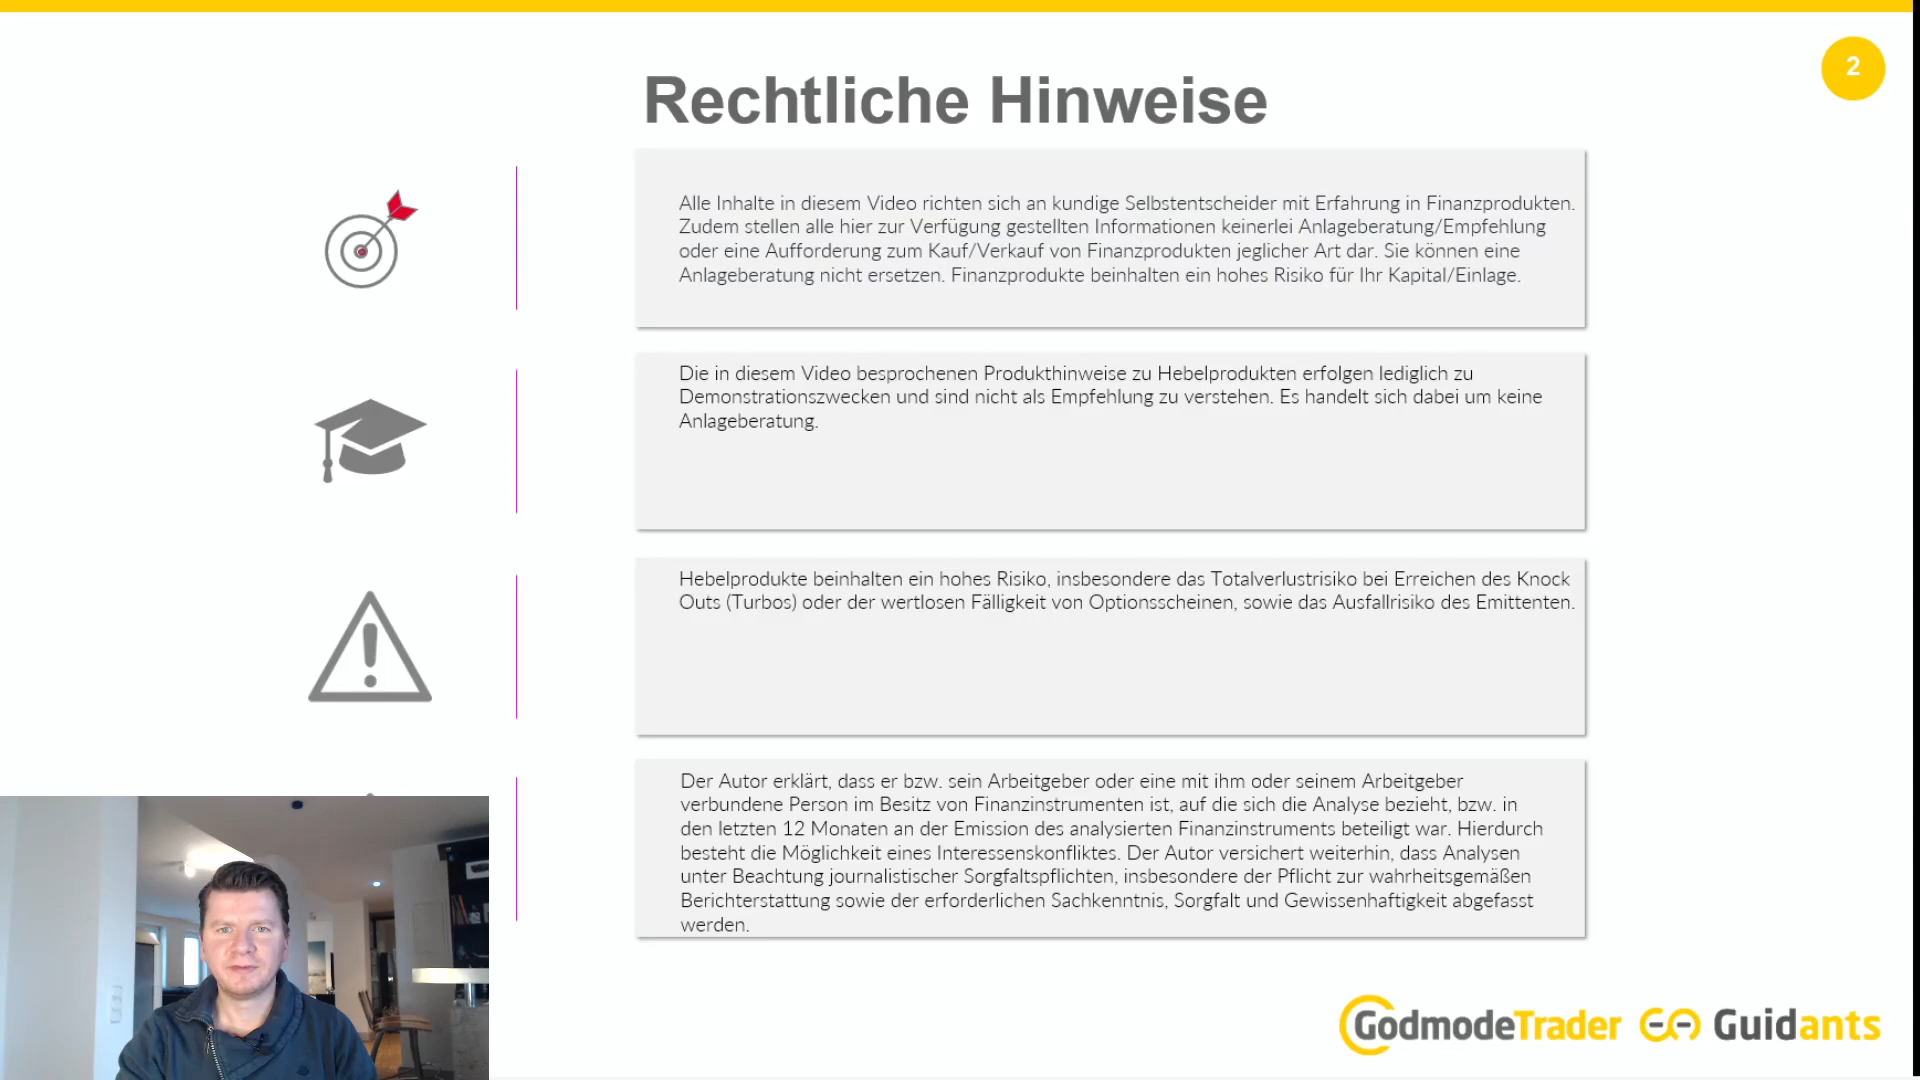 2
Rechtliche Hinweise
Alle Inhalte in diesem Video richten sich an kundige Selbstentscheider mit Erfahrung in Finanzprodukten.
Zudem stellen alle hier zur Verfügung gestellten Informationen keinerlei Anlageberatung/Empfehlung
oder eine Aufforderung zum Kauf/Verkauf von Finanzprodukten jeglicher Art dar. Sie können eine
Anlageberatung nicht ersetzen. Finanzprodukte beinhalten ein hohes Risiko für Ihr Kapital/Einlage.
Die in diesem Video besprochenen Produkthinweise zu Hebelprodukten erfolgen lediglich zu
Demonstrationszwecken und sind nicht als Empfehlung zu verstehen. Es handelt sich dabei um keine
Anlageberatung.
Hebelprodukte beinhalten ein hohes Risiko, insbesondere das Totalverlustrisiko bei Erreichen des Knock
Outs (Turbos) oder der wertlosen Fälligkeit von Optionsscheinen, sowie das Ausfallrisiko des Emittenten.
Der Autor erklärt, dass er bzw. sein Arbeitgeber oder eine mit ihm oder seinem Arbeitgeber
verbundene Person im Besitz von Finanzinstrumenten ist, auf die sich die Analyse bezieht, bzw. in
den letzten 12 Monaten an der Emission des analysierten Finanzinstruments beteiligt war. Hierdurch
besteht die Möglichkeit eines Interessenskonfliktes. Der Autor versichert weiterhin, dass Analysen
unter Beachtung journalistischer Sorgfaltspflichten, insbesondere der Pflicht zur wahrheitsgemäßen
Berichterstattung sowie der erforderlichen Sachkenntnis, Sorgfalt und Gewissenhaftigkeit abgefasst
werden.
GodmodeTrader Guidants